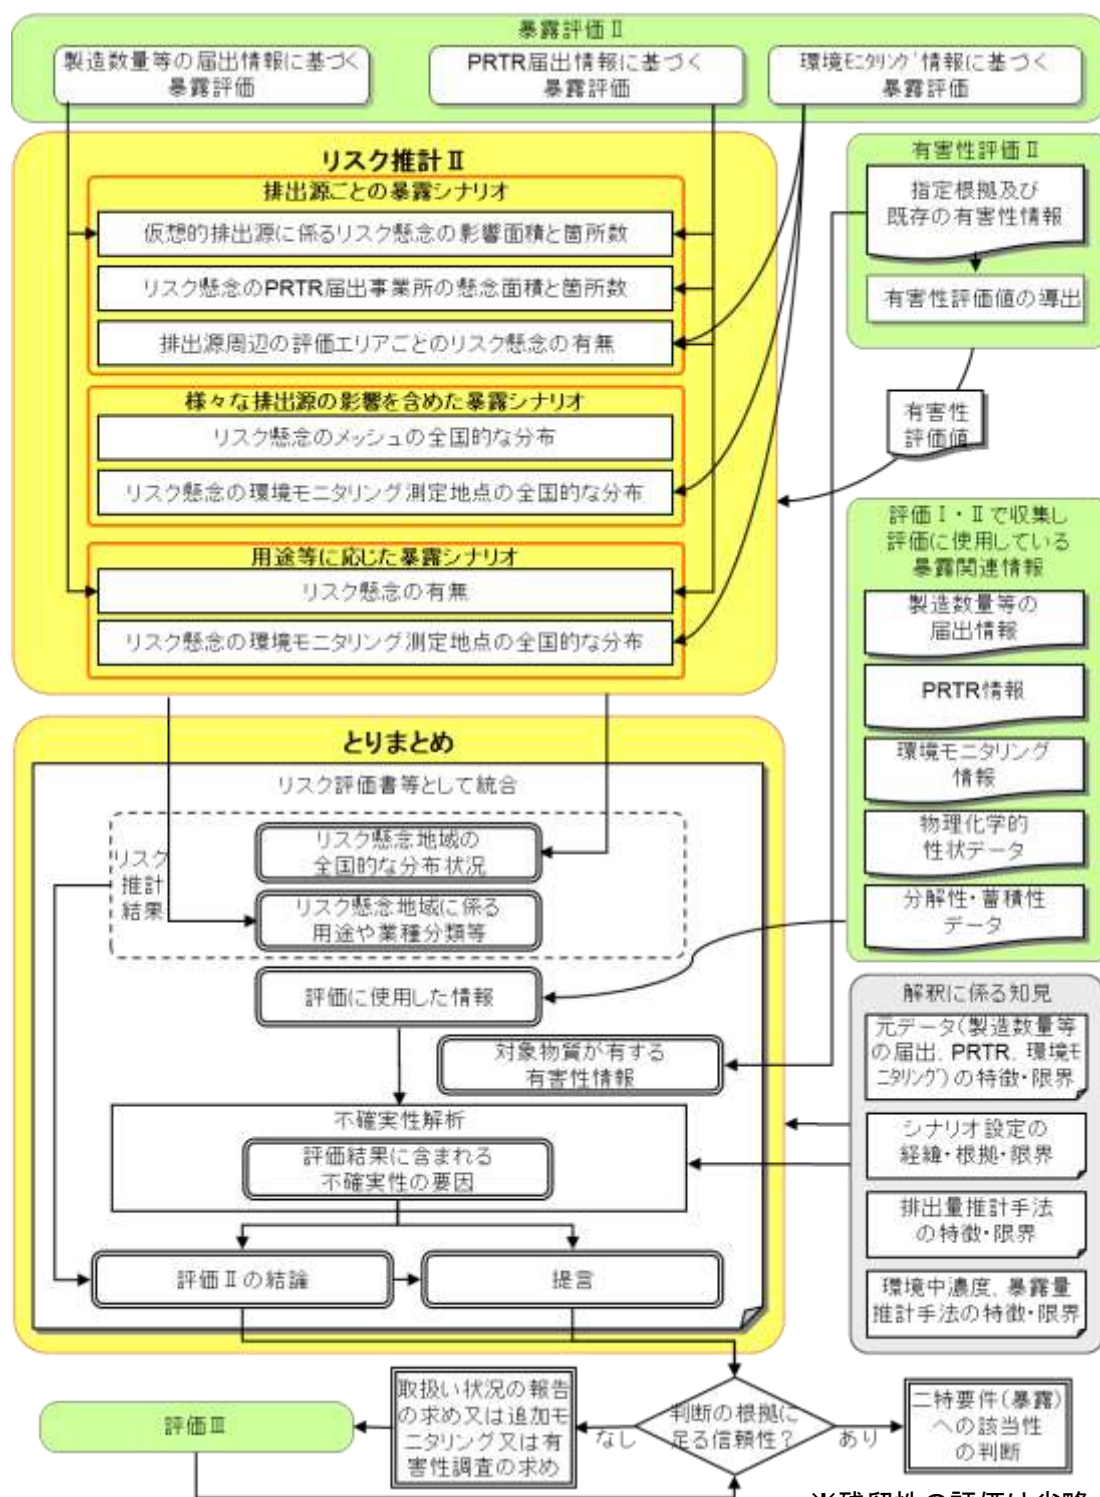 暴露評価Ⅱ
製造数量等の届出情報に基づく
暴露評価
PRTR届出情報に基づく
暴露評価
環境ﾓﾆﾀﾘﾝｸﾞ情報に基づく
暴露評価
リスク推計Ⅱ
排出源ごとの暴露シナリオ
仮想的排出源に係るリスク懸念の影響面積と箇所数
リスク懸念のPRTR届出事業所の懸念面積と箇所数
排出源周辺の評価エリアごとのリスク懸念の有無
様々な排出源の影響を含めた暴露シナリオ
リスク懸念のメッシュの全国的な分布
リスク懸念の環境モニタリング測定地点の全国的な分布
用途等に応じた暴露シナリオ
リスク懸念の有無
リスク懸念の環境モニタリング測定地点の全国的な分布
有害性評価Ⅱ
指定根拠及び
既存の有害性情報
有害性評価値の導出
有害性
評価値
評価Ⅰ・Ⅱで収集し
評価に使用している
暴露関連情報
製造数量等の
届出情報
PRTR情報
環境モニタリング
情報
物理化学的
性状データ
分解性・蓄積性
データ
とりまとめ
リスク評価書等として統合
リスク
推計
結果
リスク懸念地域の
全国的な分布状況
リスク懸念地域に係る
用途や業種分類等
評価に使用した情報
対象物質が有する
有害性情報
不確実性解析
評価結果に含まれる
不確実性の要因
評価Ⅱの結論
提言
解釈に係る知見
元データ(製造数量等
の届出、PRTR、環境ﾓ
ﾆﾀﾘﾝｸﾞ)の特徴・限界
シナリオ設定の
経緯・根拠・限界
排出量推計手法
の特徴・限界
環境中濃度、暴露量
推計手法の特徴・限界
評価Ⅲ
取扱い状況の報告
の求め又は追加モ
ニタリング又は有
害性調査の求め
なし
判断の根拠に
足る信頼性？
あり
二特要件(暴露)
への該当性
の判断
※残留性の評価は省略